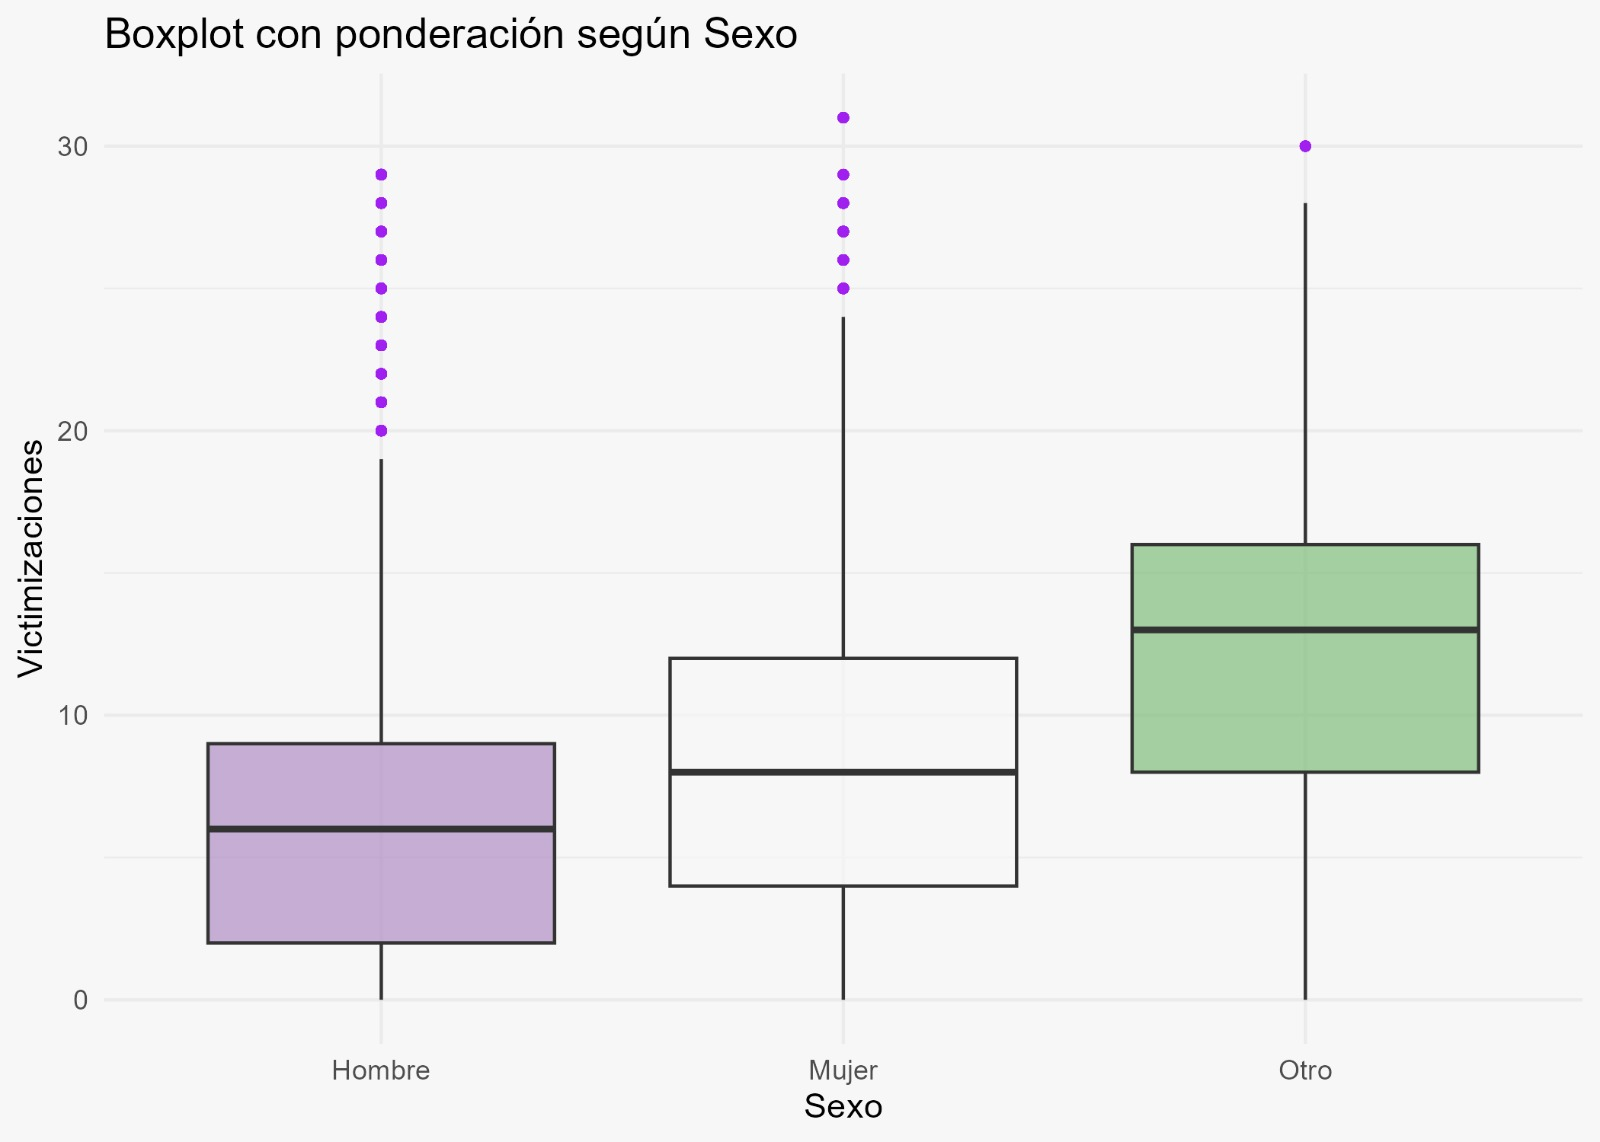 Boxplot con ponderación según Sexo
Victimizaciones
30
20
10
0
Hombre
Mujer
Otro
Sexo